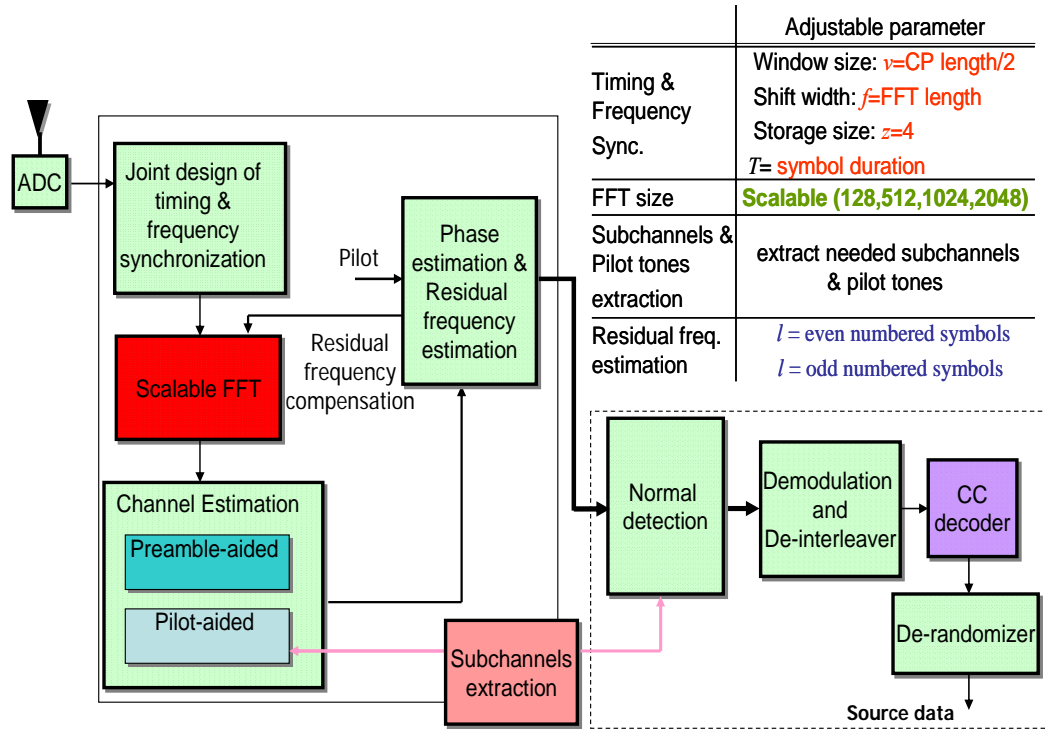 Adjustable parameter
Timing &
Frequency
Sync.
Window size: v=CP length/2
Shift width: f=FFT length
Storage size: z=4
T= symbol duration
FFT size
Scalable (128,512,1024,2048)
Subchannels &
Pilot tones
extraction
extract needed subchannels
& pilot tones
Residual freq.
estimation
l = even numbered symbols
l = odd numbered symbols
ADC
Joint design of
timing &
frequency
synchronization
Pilot
Phase
estimation &
Residual
frequency
estimation
Residual
frequency
compensation
Scalable FFT
Channel Estimation
Preamble-aided
Pilot-aided
Subchannels
extraction
Normal
detection
Demodulation
and
De-interleaver
CC
decoder
De-randomizer
Source data